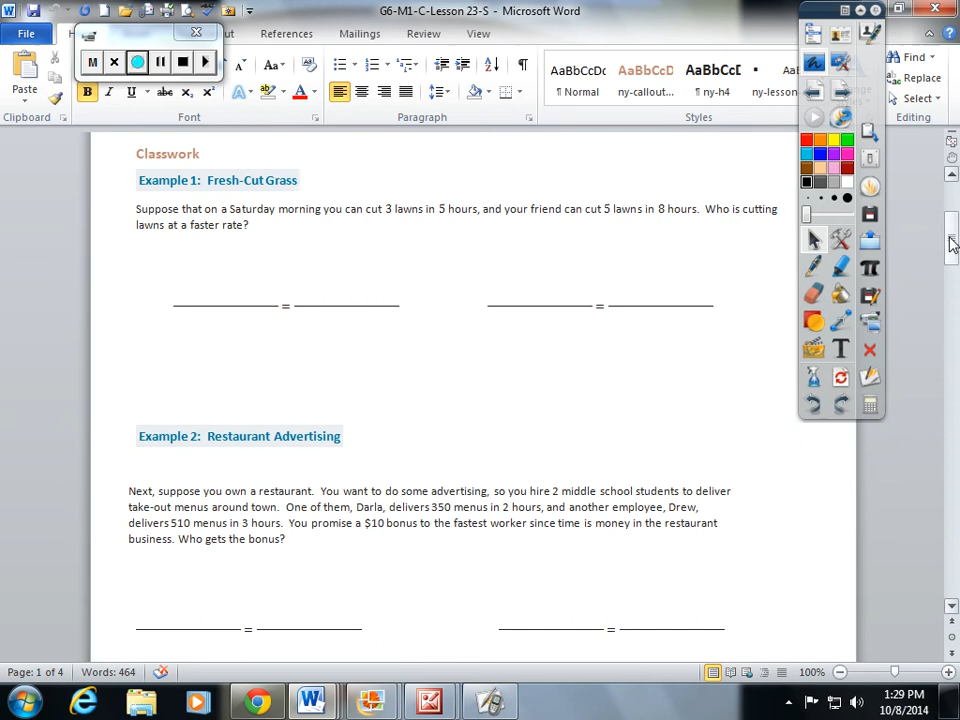 G6-M1-C-Lesson 23-S - Microsoft Word
File
References
Mailings
Review
View
M
Paste
B I U abc x₂ x²
Aa
A
AaBbCcDc
AaBbCcD
AaBbCcD
¶ Normal
ny-callout...
¶ ny-h4
ny-lesson
Find
Replace
Select
Clipboard
Font
Paragraph
Styles
Editing
Classwork
Example 1: Fresh-Cut Grass
Suppose that on a Saturday morning you can cut 3 lawns in 5 hours, and your friend can cut 5 lawns in 8 hours. Who is cutting
lawns at a faster rate?
= =
Example 2: Restaurant Advertising
Next, suppose you own a restaurant. You want to do some advertising, so you hire 2 middle school students to deliver
take-out menus around town. One of them, Darla, delivers 350 menus in 2 hours, and another employee, Drew,
delivers 510 menus in 3 hours. You promise a $10 bonus to the fastest worker since time is money in the restaurant
business. Who gets the bonus?
= =
Page: 1 of 4
Words: 464
100%
1:29 PM
10/8/2014